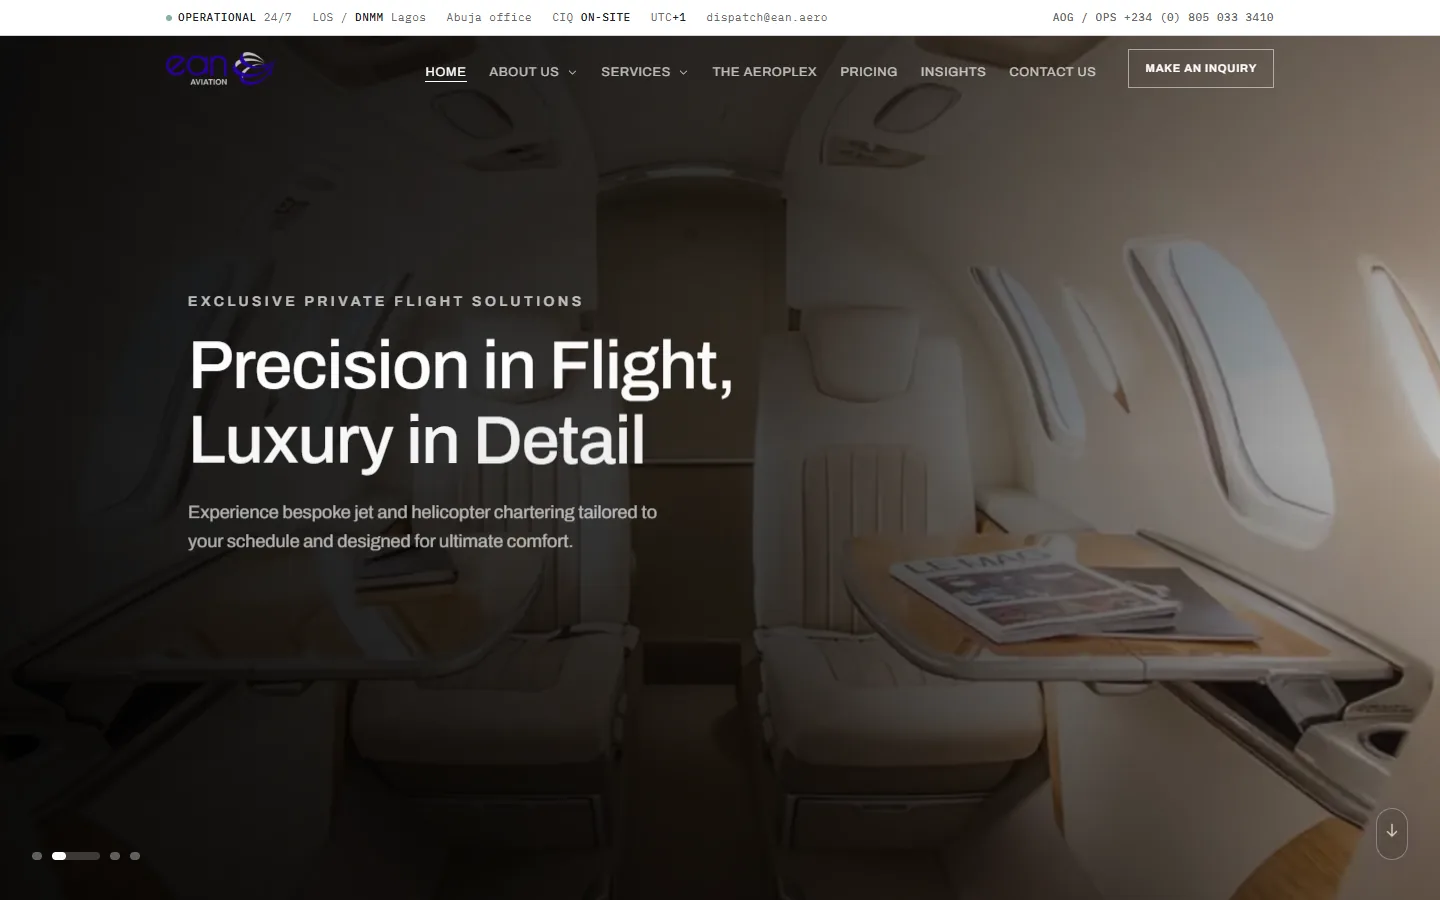 OPERATIONAL 24/7 LOS / DNMM Lagos Abuja office CIQ ON-SITE UTC+1 dispatch@ean.aero AOG / OPS +234 (0) 805 033 3410
ean
AVIATION
HOME ABOUT US SERVICES THE AEROPLEX PRICING INSIGHTS CONTACT US MAKE AN INQUIRY
EXCLUSIVE PRIVATE FLIGHT SOLUTIONS
Precision in Flight,
Luxury in Detail
Experience bespoke jet and helicopter chartering tailored to
your schedule and designed for ultimate comfort.